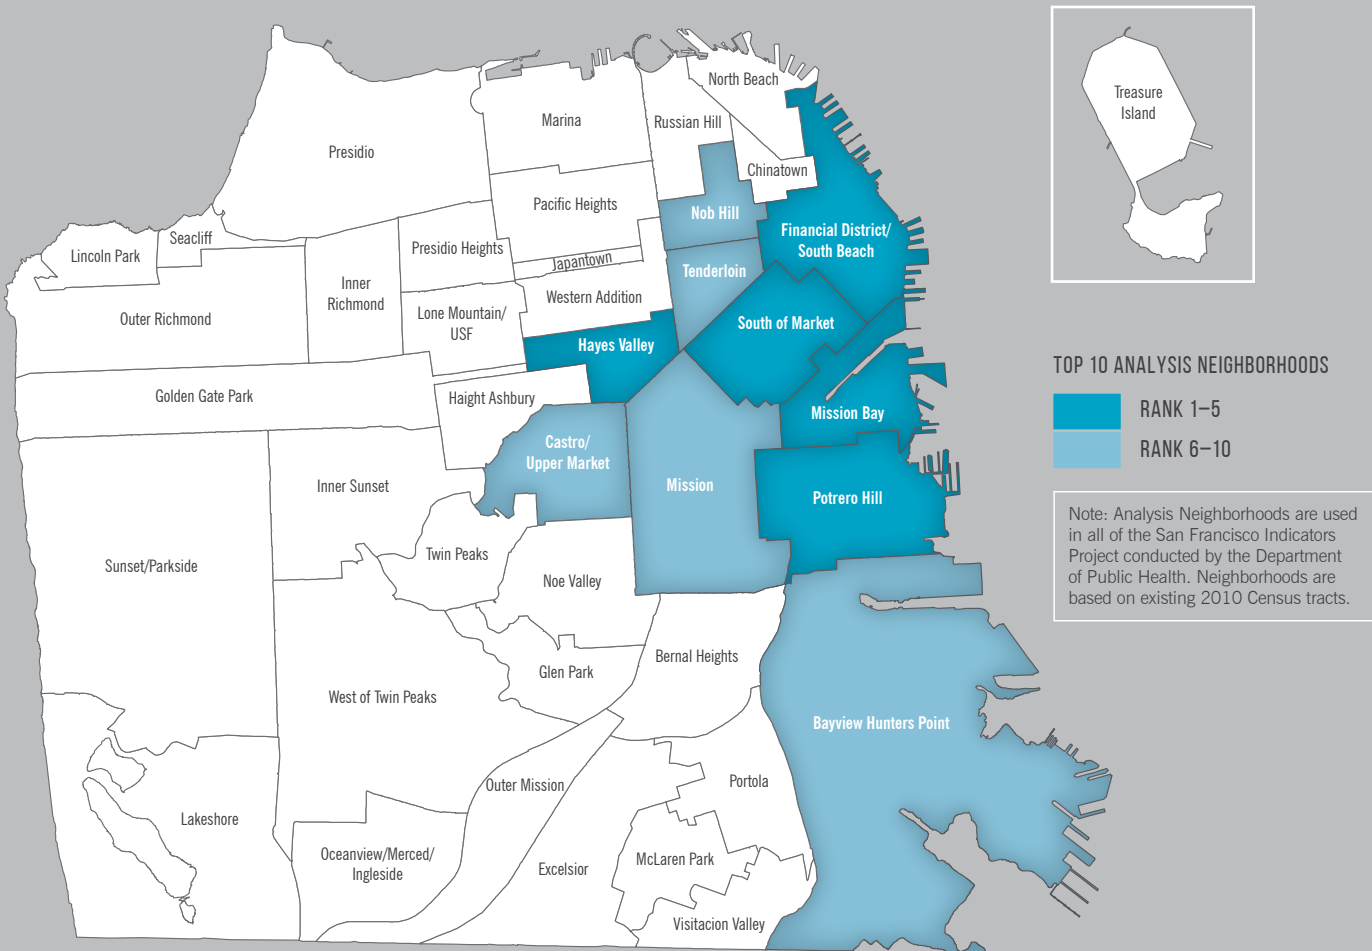 North Beach
Marina
Russian Hill
Presidio
Chinatown
Pacific Heights
Nob Hill
Seacliff
Lincoln Park
Presidio Heights
Japantown
Financial District/
South Beach
Tenderloin
Inner
Richmond
Western Addition
Outer Richmond
Lone Mountain/
USF
South of Market
Hayes Valley
Golden Gate Park
Haight Ashbury
Mission Bay
Castro/
Upper Market
Inner Sunset
Mission
Potrero Hill
Sunset/Parkside
Twin Peaks
Noe Valley
Bernal Heights
Glen Park
West of Twin Peaks
Bayview Hunters Point
Outer Mission
Portola
Lakeshore
Oceanview/Merced/
Ingleside
Excelsior
McLaren Park
Visitacion Valley
Treasure
Island
TOP 10 ANALYSIS NEIGHBORHOODS
RANK 1–5
RANK 6–10
Note: Analysis Neighborhoods are used
in all of the San Francisco Indicators
Project conducted by the Department
of Public Health. Neighborhoods are
based on existing 2010 Census tracts.